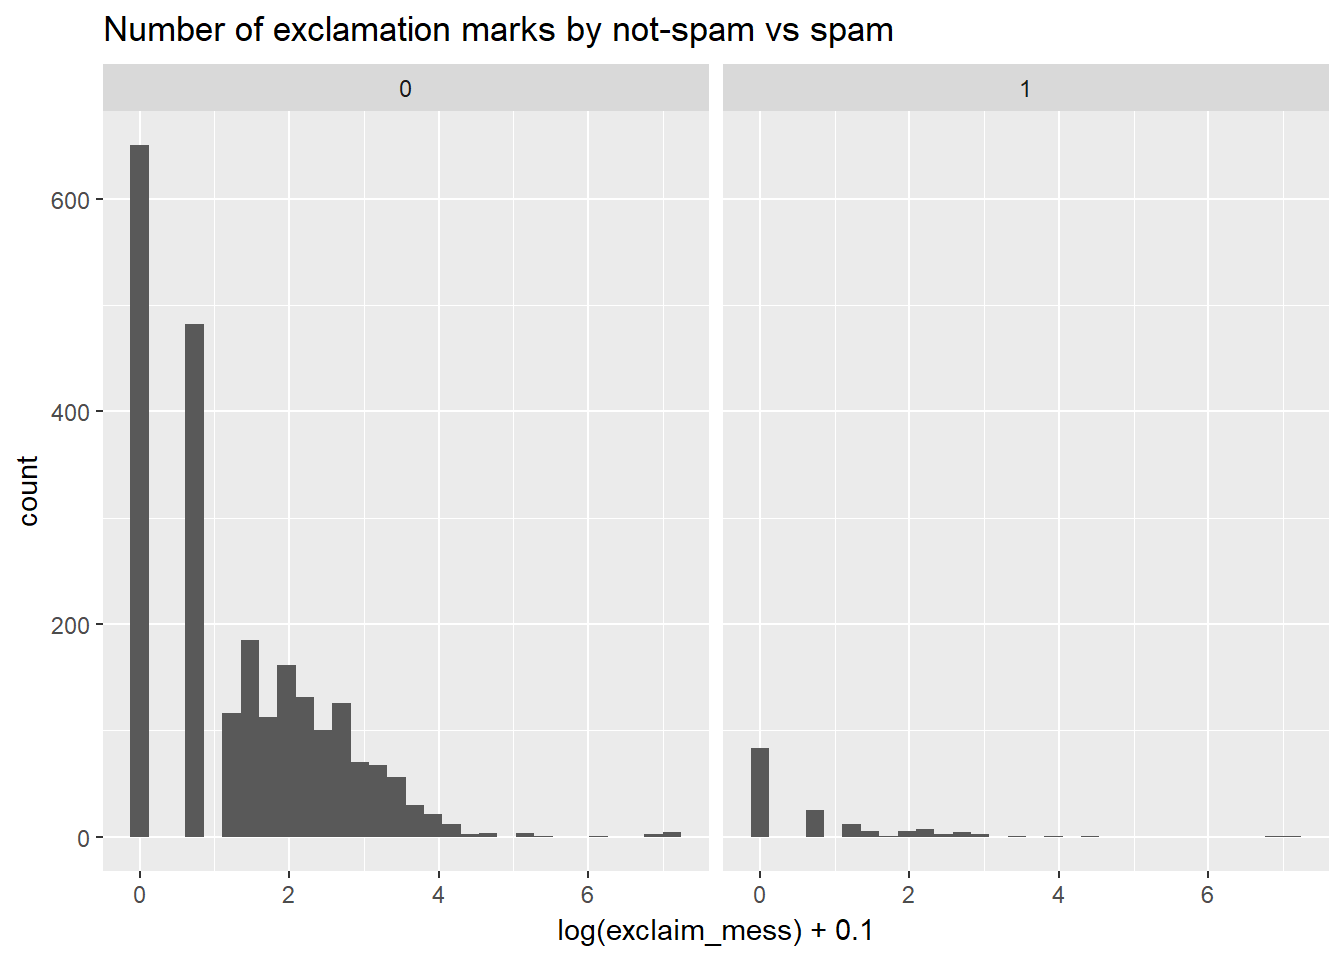 Number of exclamation marks by not-spam vs spam
0 1
600
400
200
0
count
0 2 4 6 0 2 4 6
log(exclaim_mess) + 0.1